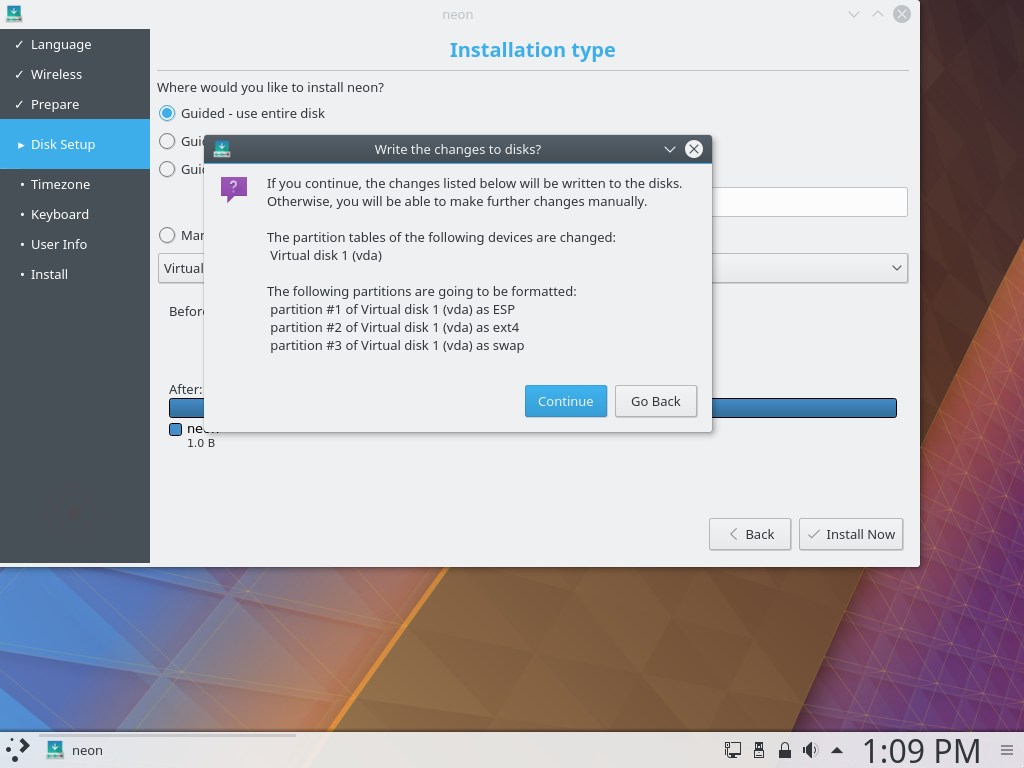 neon
✓ Language
✓ Wireless
✓ Prepare
▸ Disk Setup
• Timezone
• Keyboard
• User Info
• Install
Installation type
Where would you like to install neon?
Guided - use entire disk
Write the changes to disks?
If you continue, the changes listed below will be written to the disks.
Otherwise, you will be able to make further changes manually.
The partition tables of the following devices are changed:
Virtual disk 1 (vda)
The following partitions are going to be formatted:
partition #1 of Virtual disk 1 (vda) as ESP
partition #2 of Virtual disk 1 (vda) as ext4
partition #3 of Virtual disk 1 (vda) as swap
Continue
Go Back
Virtual
After:
neon
1.0 B
Back
Install Now
neon
1:09 PM